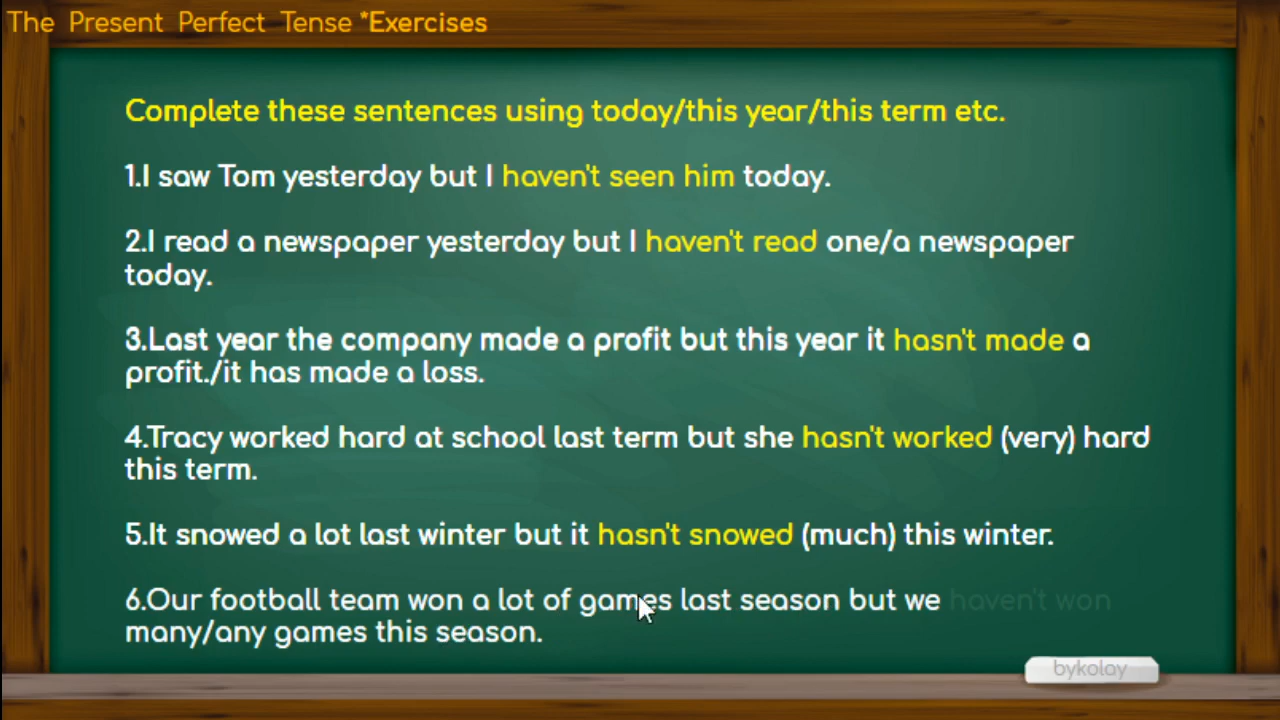 The Present Perfect Tense *Exercises
Complete these sentences using today/this year/this term etc.
1.I saw Tom yesterday but I haven't seen him today.
2.I read a newspaper yesterday but I haven't read one/a newspaper
today.
3.Last year the company made a profit but this year it hasn't made a
profit./it has made a loss.
4.Tracy worked hard at school last term but she hasn't worked (very) hard
this term.
5.It snowed a lot last winter but it hasn't snowed (much) this winter.
6.Our football team won a lot of games last season but we haven't won
many/any games this season.
bykolay